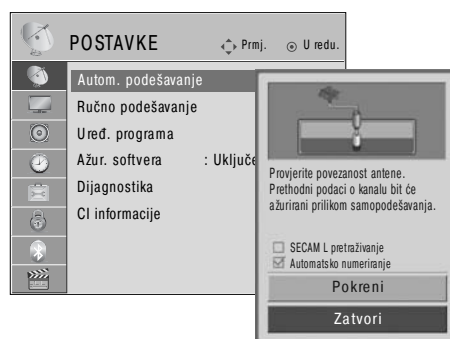 POSTAVKE
Prmj.
U redu.
Autom. podešavanje
Ručno podešavanje
Uređ. programa
Ažur. softvera : Uključe
Dijagnostika
CI informacije
Provjerite povezanost antene.
Prethodni podaci o kanalu bit će
ažurirani prilikom samopodešavanja.
SECAM L pretraživanje
Automatsko numeriranje
Pokreni
Zatvori